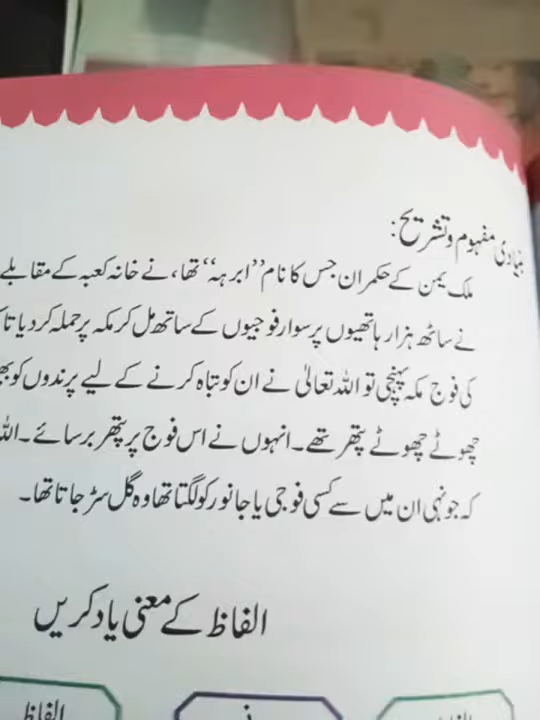 بنیادی مفہوم و تشریح:
ملک یمن کے حکمران جس کا نام ’’ابرہہ‘‘ تھا، نے خانہ کعبہ کے مقابلے
نے ساٹھ ہزار ہاتھیوں پر سوار فوجیوں کے ساتھ مل کر مکہ پر حملہ کر دیا
کی فوج مکہ پہنچی تو اللہ تعالیٰ نے ان کو تباہ کرنے کے لیے پرندوں کو
چھوٹے چھوٹے پتھر تھے۔ انہوں نے اس فوج پر پتھر برسائے۔
کہ جونہی ان میں سے کسی فوجی یا جانور کو لگتا تھا وہ گل سڑ جاتا تھا۔
الفاظ کے معنی یاد کریں